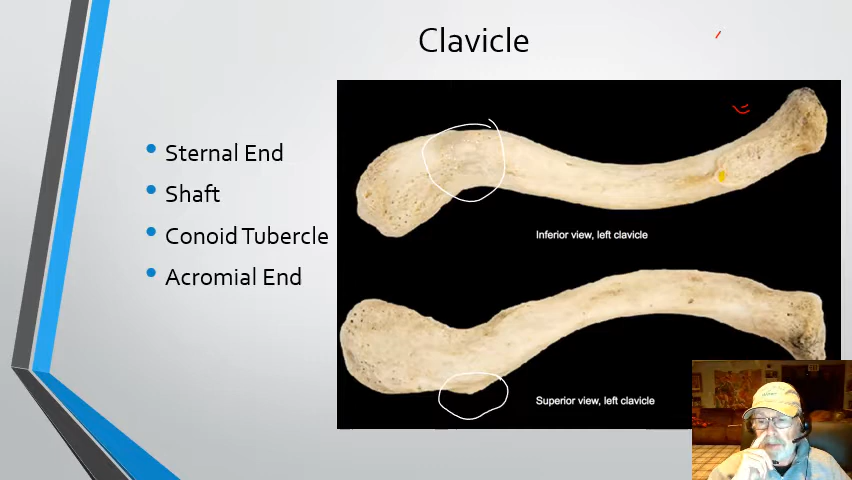 Clavicle
Sternal End
Shaft
Conoid Tubercle
Acromial End
Inferior view, left clavicle
Superior view, left clavicle